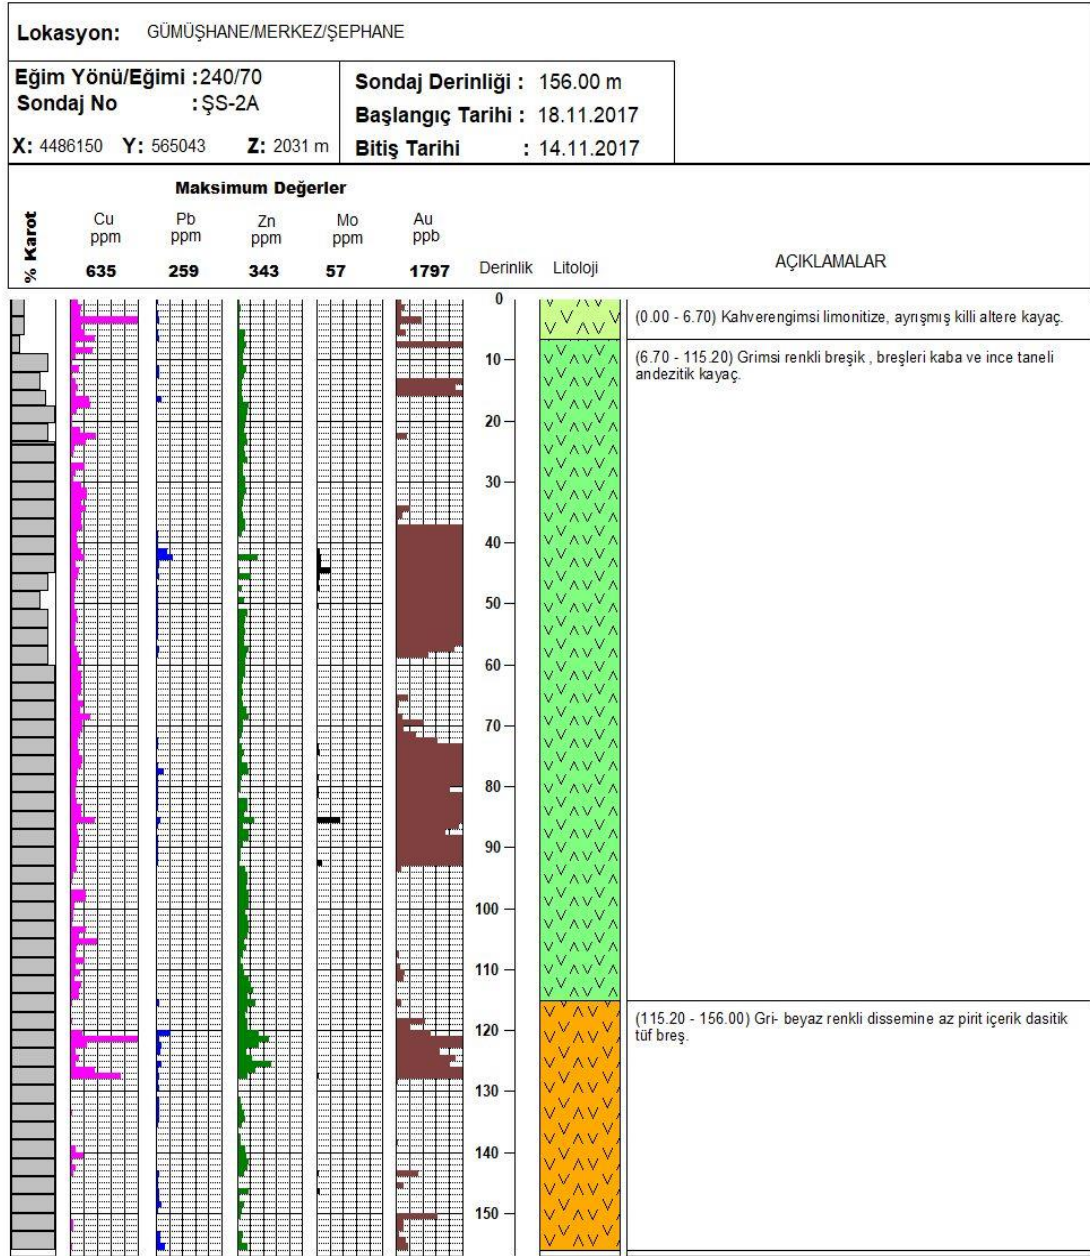 Lokasyon: GÜMÜŞHANE/MERKEZ/ŞEPHANE
Eğim Yönü/Eğimi : 240/70
Sondaj No : ŞS-2A
X: 4486150 Y: 565043 Z: 2031 m
Sondaj Derinliği : 156.00 m
Başlangıç Tarihi : 18.11.2017
Bitiş Tarihi : 14.11.2017
Maksimum Değerler
% Karot
Cu Pb Zn Mo Au
ppm ppm ppm ppm ppb
635 259 343 57 1797 Derinlik Litoloji AÇIKLAMALAR
0
(0.00 - 6.70) Kahverengimsi limonitize, ayrışmış killi altere kayaç.
10
(6.70 - 115.20) Grimsi renkli breşik , breşleri kaba ve ince taneli
andezitik kayaç.
20
30
40
50
60
70
80
90
100
110
(115.20 - 156.00) Gri- beyaz renkli dissemine az pirit içerik dasitik
tüf breş.
120
130
140
150